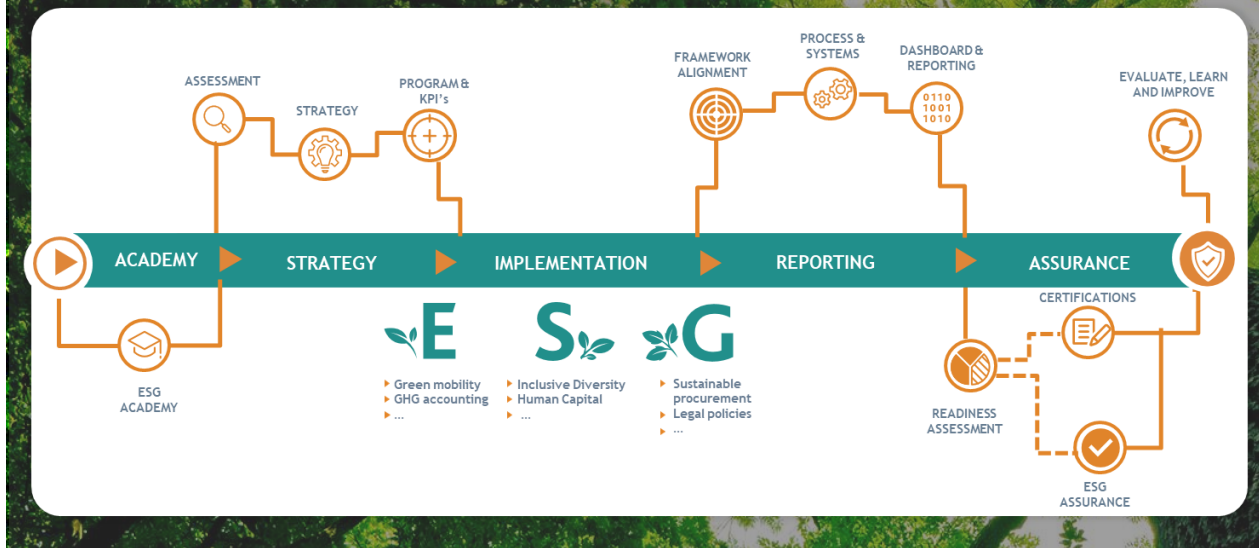 ASSESSMENT
STRATEGY
PROGRAM &
KPI's
FRAMEWORK
ALIGNMENT
PROCESS &
SYSTEMS
DASHBOARD &
REPORTING
0110
1001
1010
EVALUATE, LEARN
AND IMPROVE
ACADEMY
STRATEGY
IMPLEMENTATION
REPORTING
ASSURANCE
ESG
ACADEMY
E
Green mobility
GHG accounting
...
S
Inclusive Diversity
Human Capital
...
G
Sustainable
procurement
Legal policies
...
CERTIFICATIONS
READINESS
ASSESSMENT
ESG
ASSURANCE